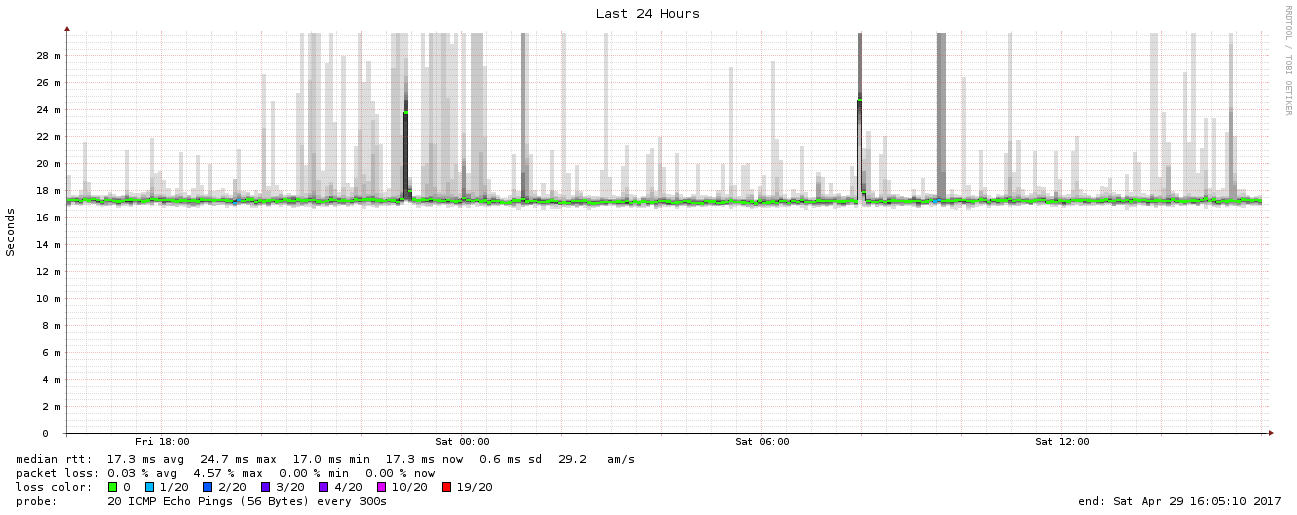 Last 24 Hours
RRDTOOL / TOBI OETIKER
Seconds
28 m
26 m
24 m
22 m
20 m
18 m
16 m
14 m
12 m
10 m
8 m
6 m
4 m
2 m
0
Fri 18:00 Sat 00:00 Sat 06:00 Sat 12:00
median rtt: 17.3 ms avg 24.7 ms max 17.0 ms min 17.3 ms now 0.6 ms sd 29.2 am/s
packet loss: 0.03 % avg 4.57 % max 0.00 % min 0.00 % now
loss color: 0 1/20 2/20 3/20 4/20 10/20 19/20
probe: 20 ICMP Echo Pings (56 Bytes) every 300s end: Sat Apr 29 16:05:10 2017